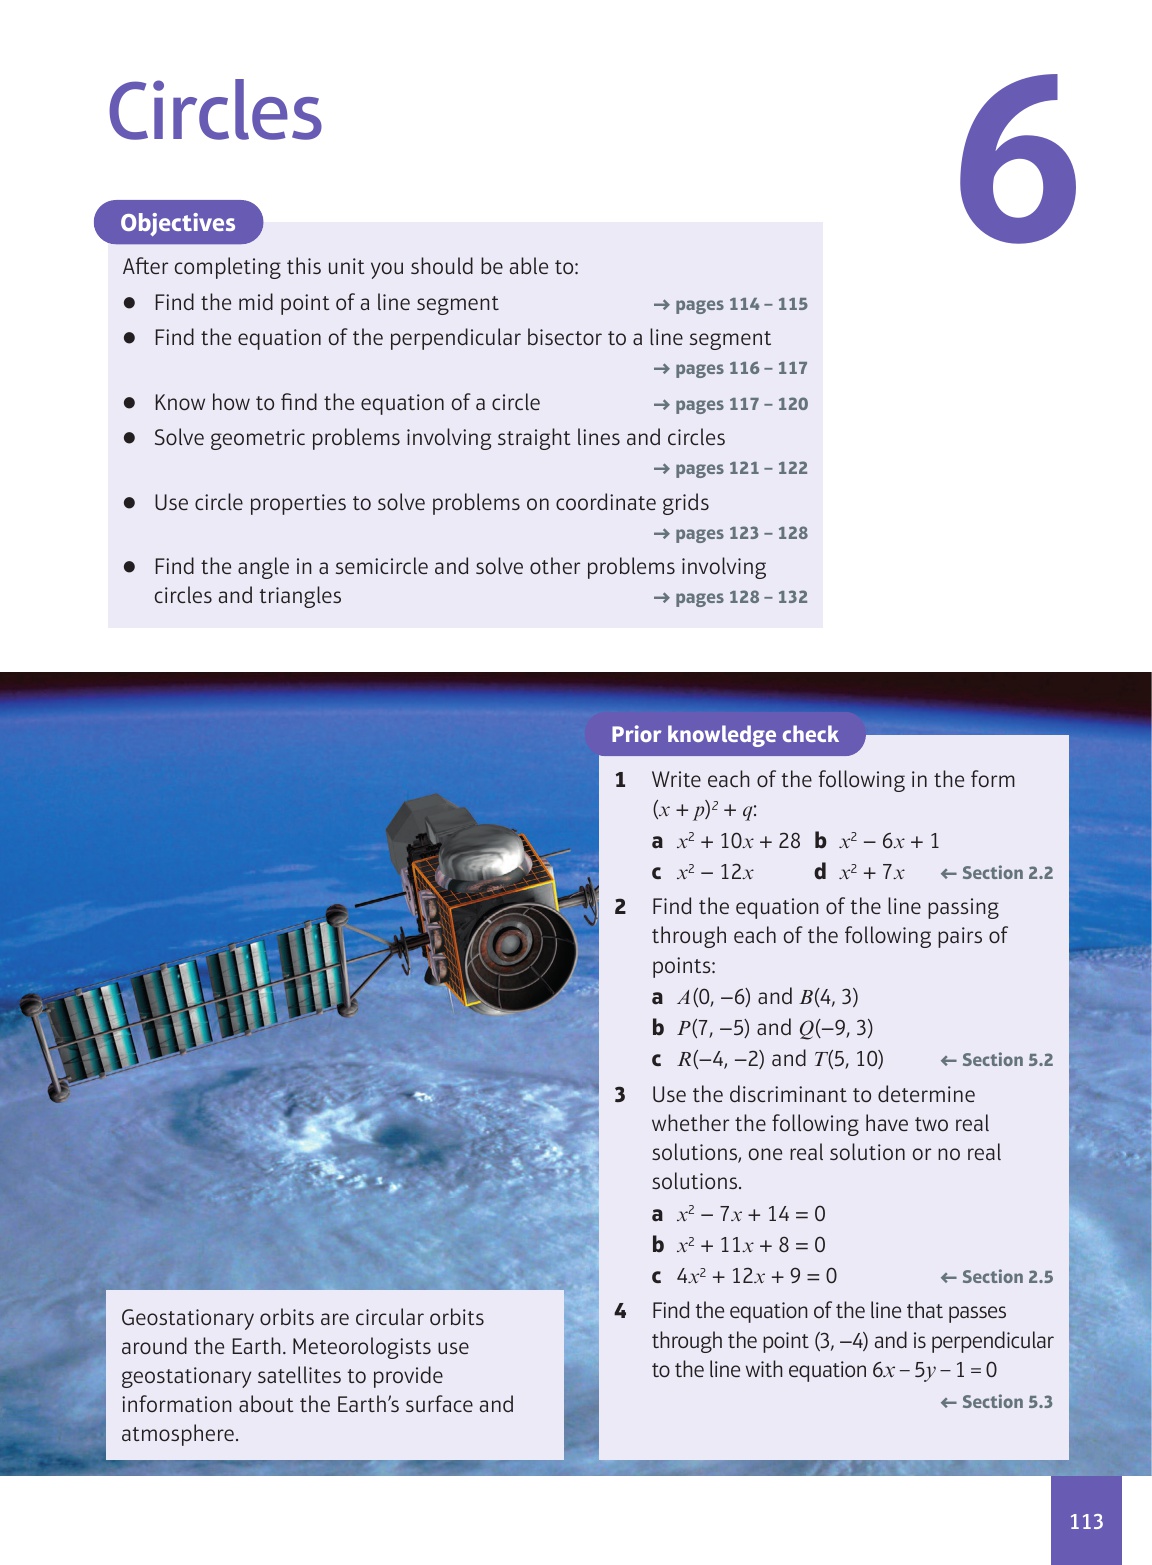 Circles
6
Objectives
After completing this unit you should be able to:
● Find the mid point of a line segment → pages 114 – 115
● Find the equation of the perpendicular bisector to a line segment
→ pages 116 – 117
● Know how to find the equation of a circle → pages 117 – 120
● Solve geometric problems involving straight lines and circles
→ pages 121 – 122
● Use circle properties to solve problems on coordinate grids
→ pages 123 – 128
● Find the angle in a semicircle and solve other problems involving
circles and triangles → pages 128 – 132
Prior knowledge check
1 Write each of the following in the form
(x + p)² + q:
a x² + 10x + 28 b x² − 6x + 1
c x² − 12x d x² + 7x ← Section 2.2
2 Find the equation of the line passing
through each of the following pairs of
points:
a A(0, −6) and B(4, 3)
b P(7, −5) and Q(−9, 3)
c R(−4, −2) and T(5, 10) ← Section 5.2
3 Use the discriminant to determine
whether the following have two real
solutions, one real solution or no real
solutions.
a x² − 7x + 14 = 0
b x² + 11x + 8 = 0
c 4x² + 12x + 9 = 0 ← Section 2.5
4 Find the equation of the line that passes
through the point (3, −4) and is perpendicular
to the line with equation 6x − 5y − 1 = 0
← Section 5.3
Geostationary orbits are circular orbits
around the Earth. Meteorologists use
geostationary satellites to provide
information about the Earth’s surface and
atmosphere.
113